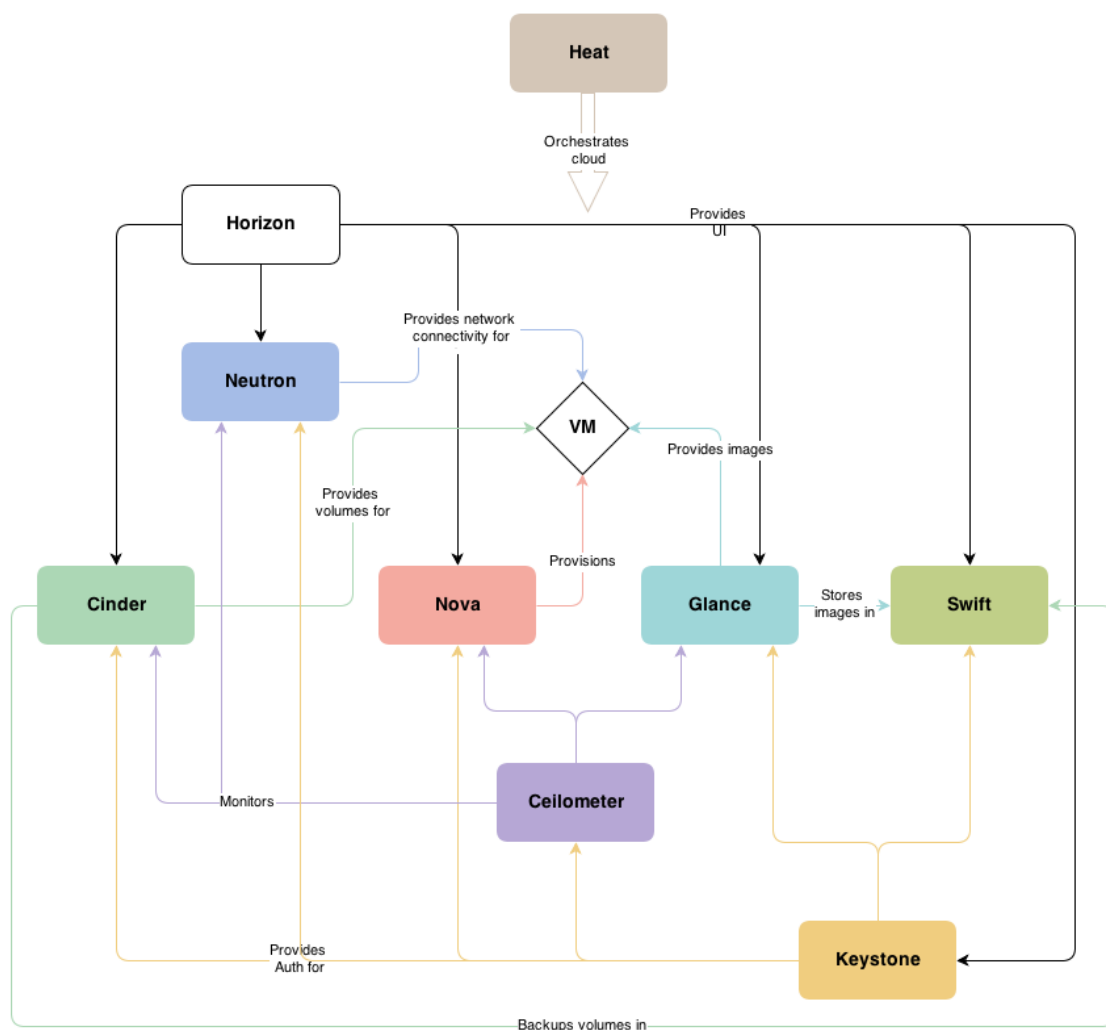 Heat
Orchestrates
cloud
Horizon
Provides
UI
Provides network
connectivity for
Neutron
VM
Provides images
Provides
volumes for
Provisions
Cinder
Nova
Glance
Stores
images in
Swift
Monitors
Ceilometer
Provides
Auth for
Keystone
Backups volumes in